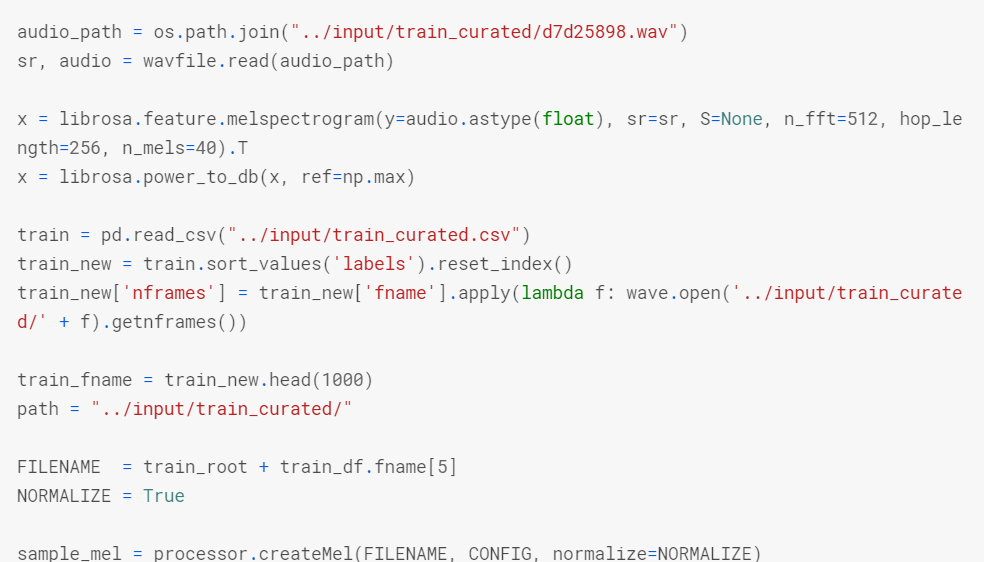 audio_path = os.path.join("../input/train_curated/d7d25898.wav")
sr, audio = wavfile.read(audio_path)
x = librosa.feature.melspectrogram(y=audio.astype(float), sr=sr, S=None, n_fft=512, hop_le
ngth=256, n_mels=40).T
x = librosa.power_to_db(x, ref=np.max)
train = pd.read_csv("../input/train_curated.csv")
train_new = train.sort_values('labels').reset_index()
train_new['nframes'] = train_new['fname'].apply(lambda f: wave.open('../input/train_curate
d/' + f).getnframes())
train_fname = train_new.head(1000)
path = "../input/train_curated/"
FILENAME  = train_root + train_df.fname[5]
NORMALIZE = True
sample_mel = processor.createMel(FILENAME, CONFIG, normalize=NORMALIZE)